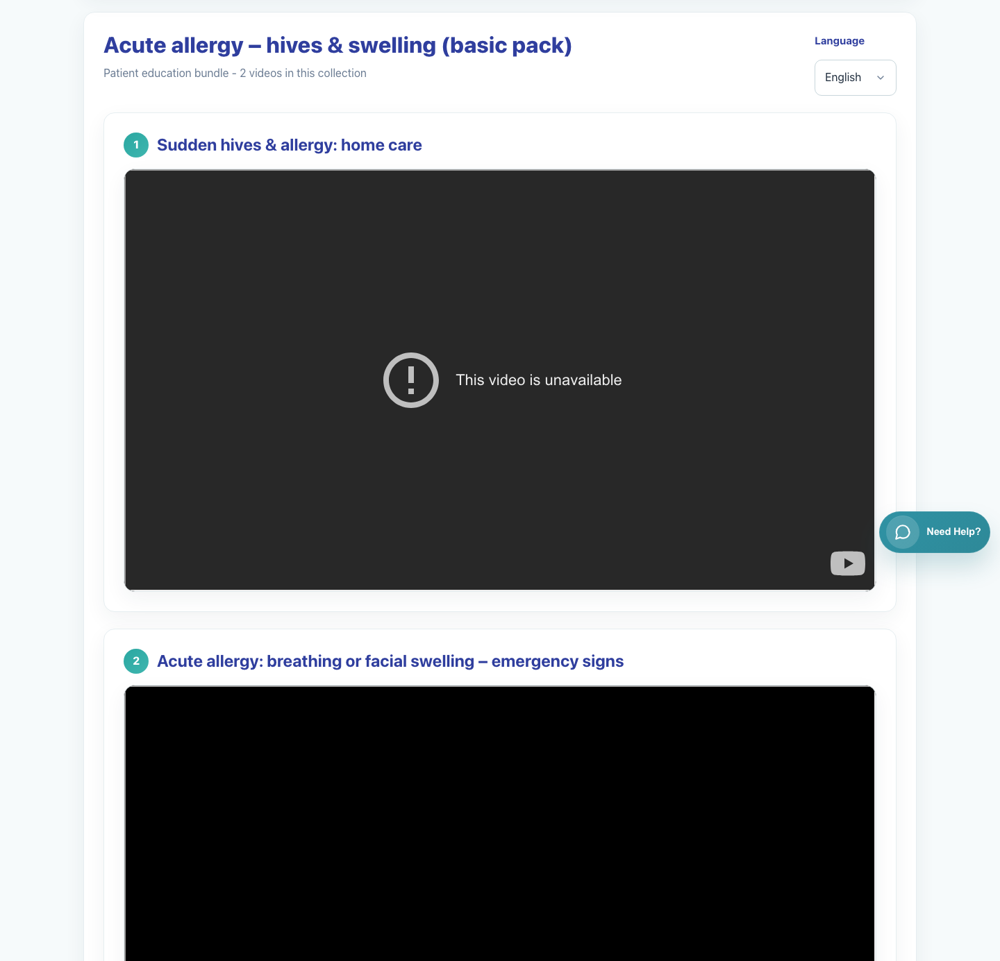 Acute allergy – hives & swelling (basic pack)
Patient education bundle - 2 videos in this collection
Language
English
1
Sudden hives & allergy: home care
This video is unavailable
Need Help?
2
Acute allergy: breathing or facial swelling – emergency signs